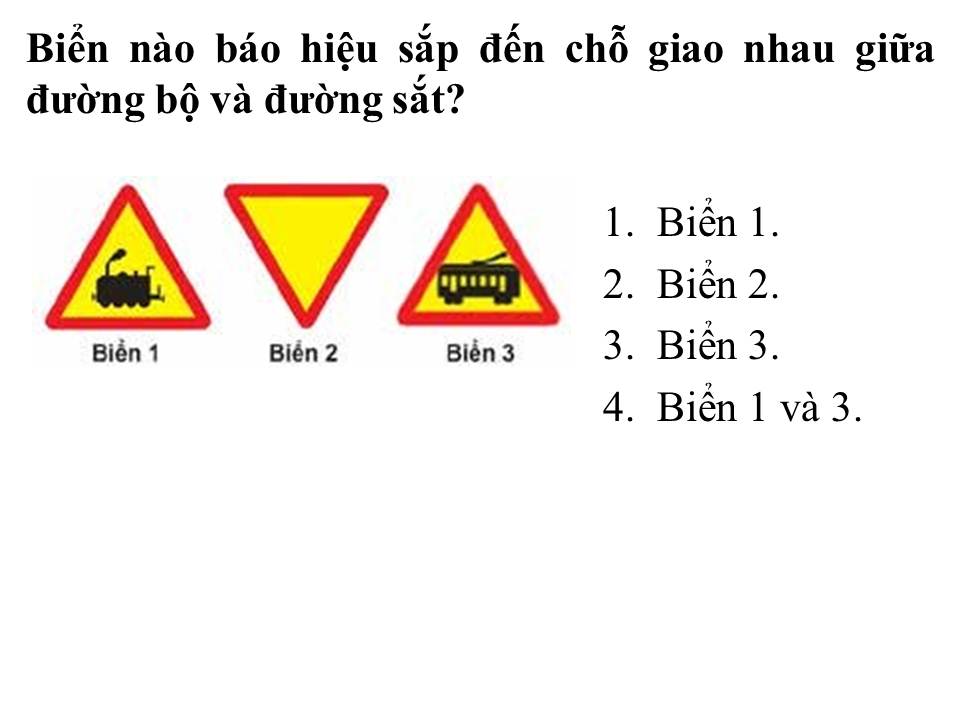 Biển nào báo hiệu sắp đến chỗ giao nhau giữa
đường bộ và đường sắt?
Biển 1
Biển 2
Biển 3
1. Biển 1.
2. Biển 2.
3. Biển 3.
4. Biển 1 và 3.